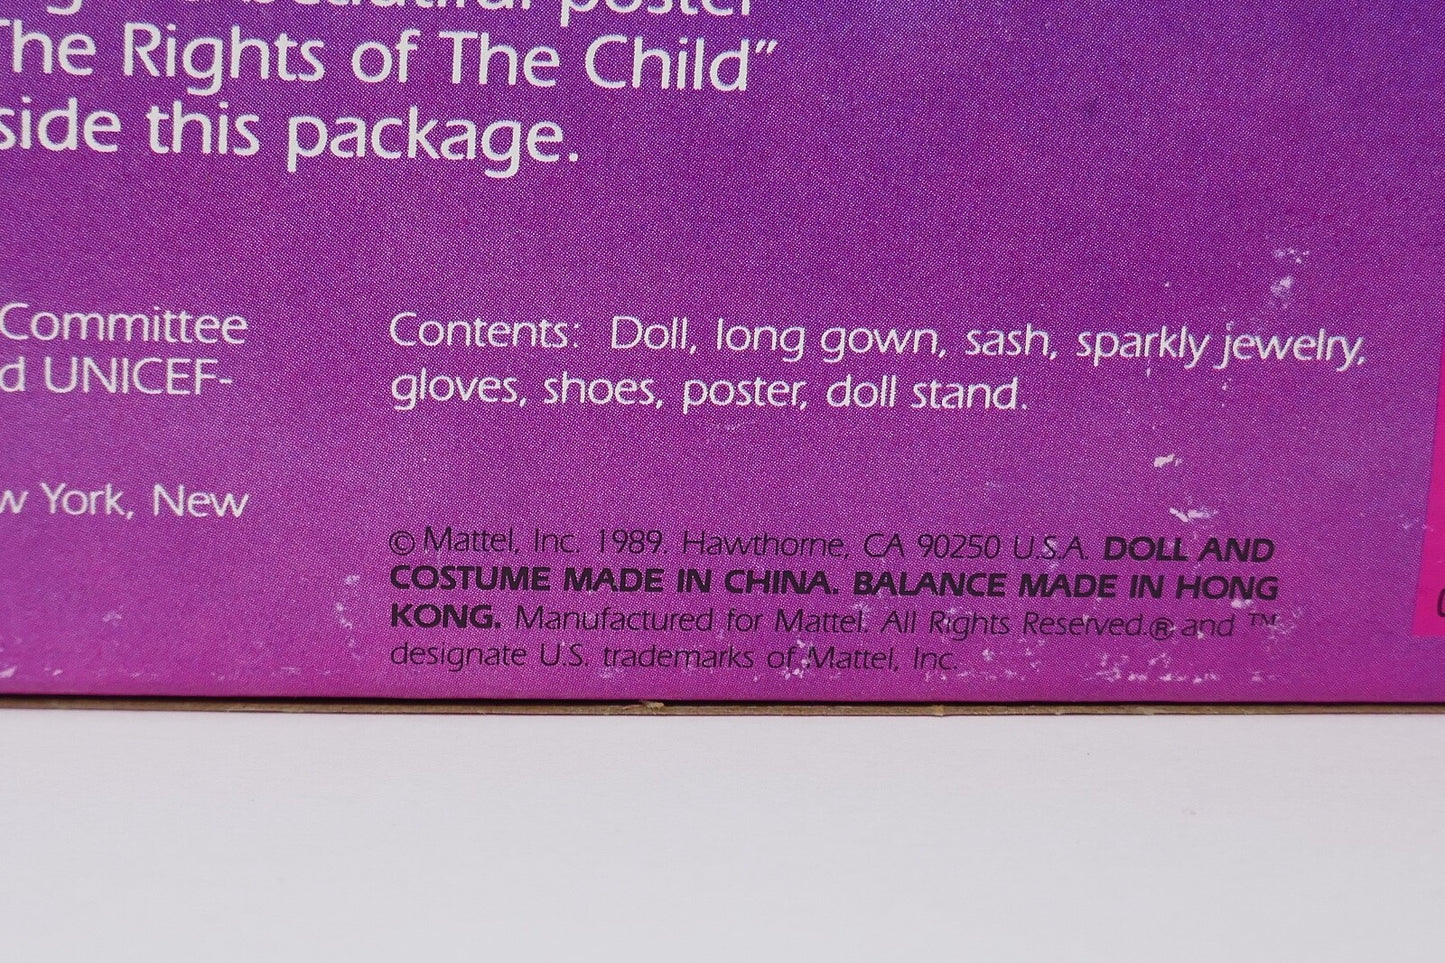 beautiful poster
The Rights of The Child”
side this package.
Committee
d UNICEF-
w York, New
Contents: Doll, long gown, sash, sparkly jewelry,
gloves, shoes, poster, doll stand.
© Mattel, Inc. 1989. Hawthorne, CA 90250 U.S.A. DOLL AND
COSTUME MADE IN CHINA. BALANCE MADE IN HONG
KONG. Manufactured for Mattel. All Rights Reserved.® and ™
designate U.S. trademarks of Mattel, Inc.